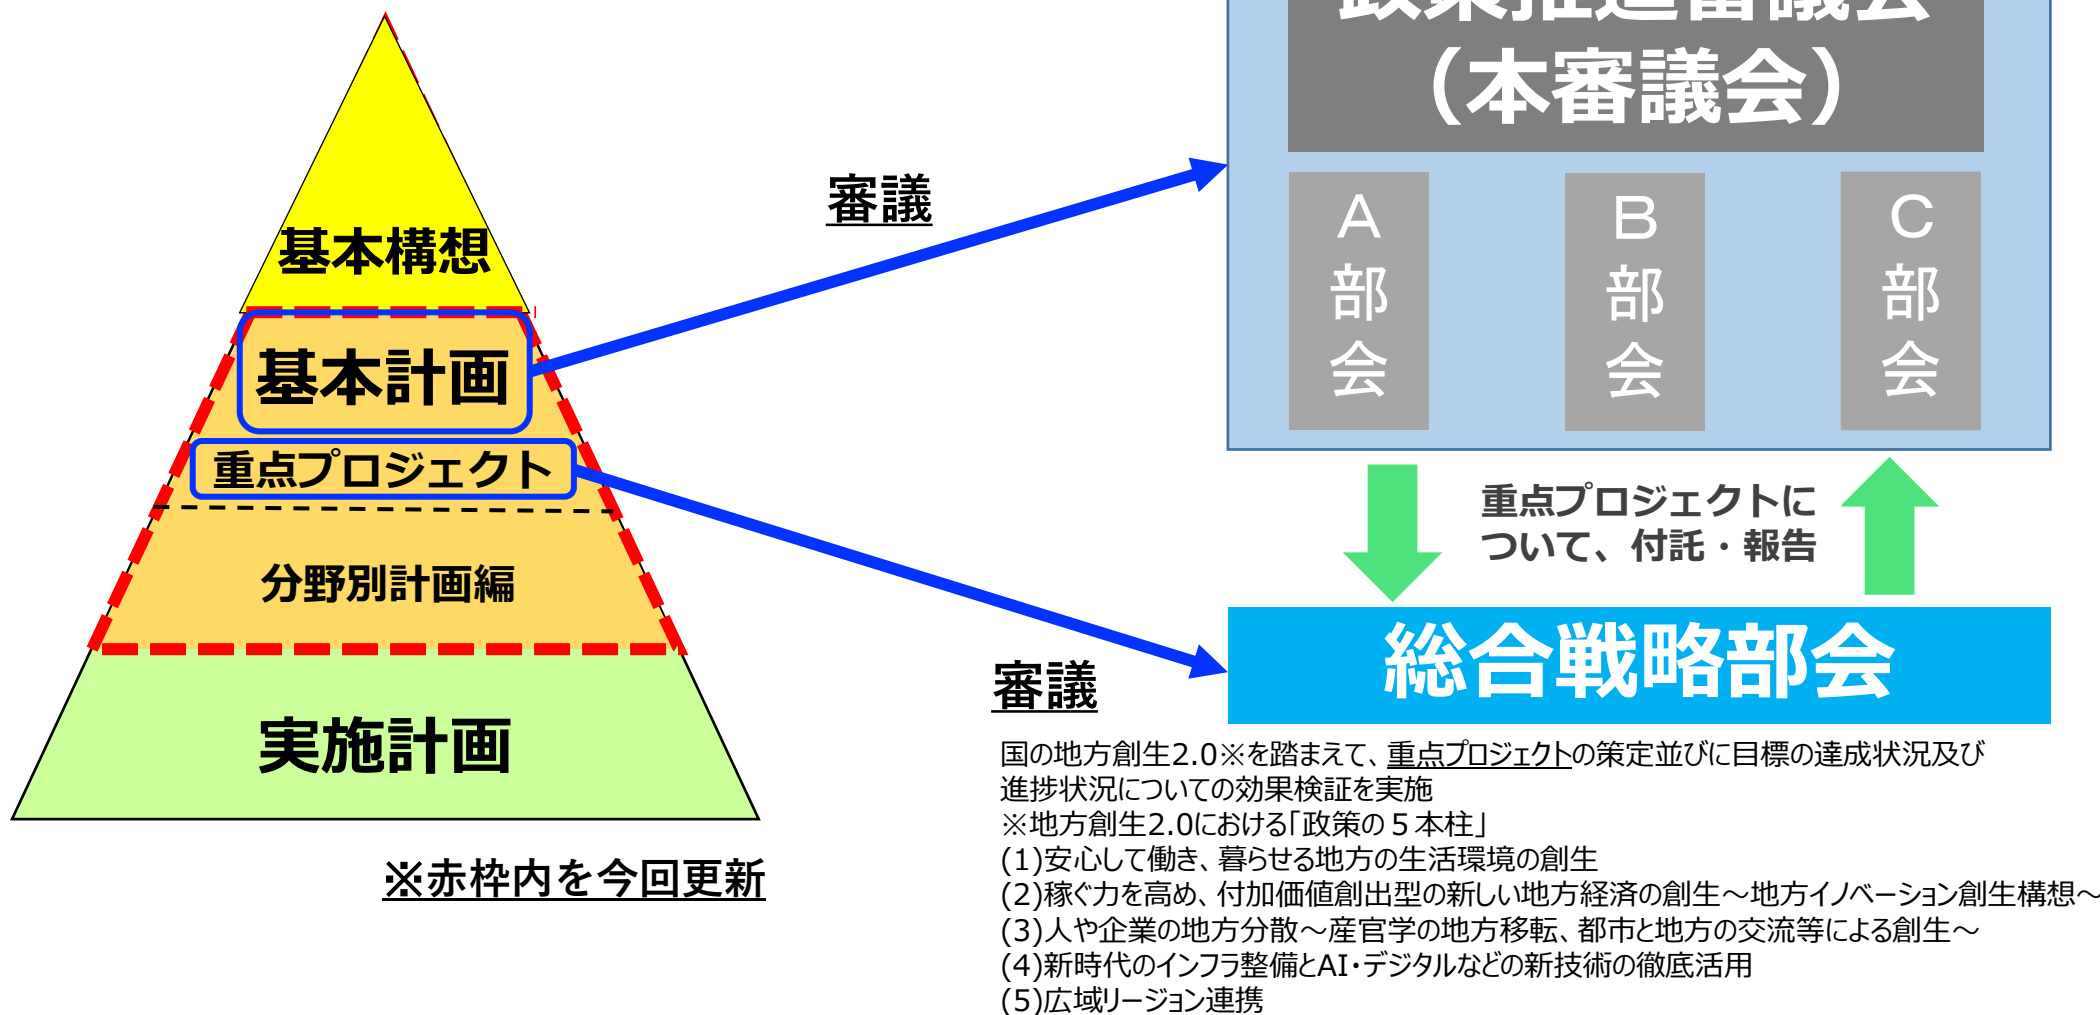 基本構想
基本計画
重点プロジェクト
分野別計画編
実施計画
※赤枠内を今回更新
審議
審議
政策推進審議会
（本審議会）
A部会
B部会
C部会
重点プロジェクトに
ついて、付託・報告
総合戦略部会
国の地方創生2.0※を踏まえて、重点プロジェクトの策定並びに目標の達成状況及び
進捗状況についての効果検証を実施
※地方創生2.0における「政策の５本柱」
(1)安心して働き、暮らせる地方の生活環境の創生
(2)稼ぐ力を高め、付加価値創出型の新しい地方経済の創生～地方イノベーション創生構想～
(3)人や企業の地方分散～産官学の地方移転、都市と地方の交流等による創生～
(4)新時代のインフラ整備とAI・デジタルなどの新技術の徹底活用
(5)広域リージョン連携